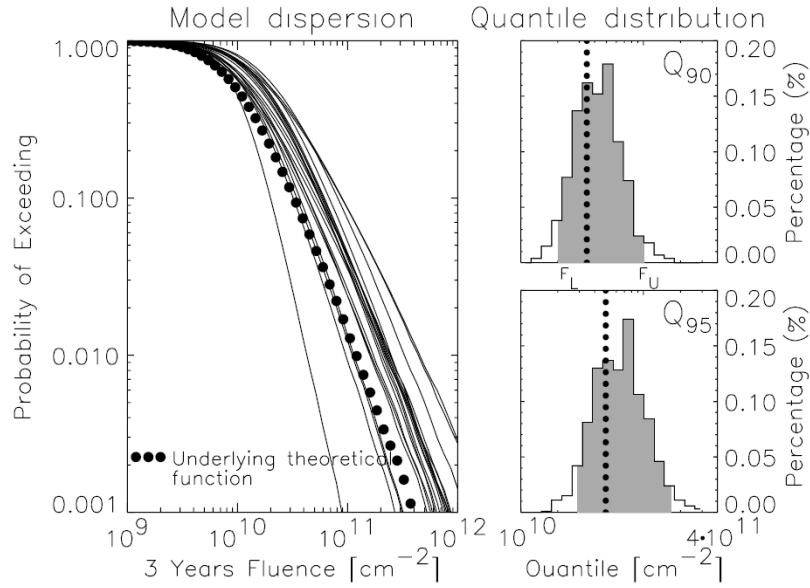 Model dispersion
Quantile distribution
Probability of Exceeding
1.000
0.100
0.010
0.001
●●● Underlying theoretical
function
10^9
10^10
10^11
10^12
3 Years Fluence [cm^-2]
Q_90
0.20
0.15
0.10
0.05
0.00
Percentage (%)
F_L
F_U
Q_95
0.20
0.15
0.10
0.05
0.00
Percentage (%)
10^10
4•10^11
Quantile [cm^-2]